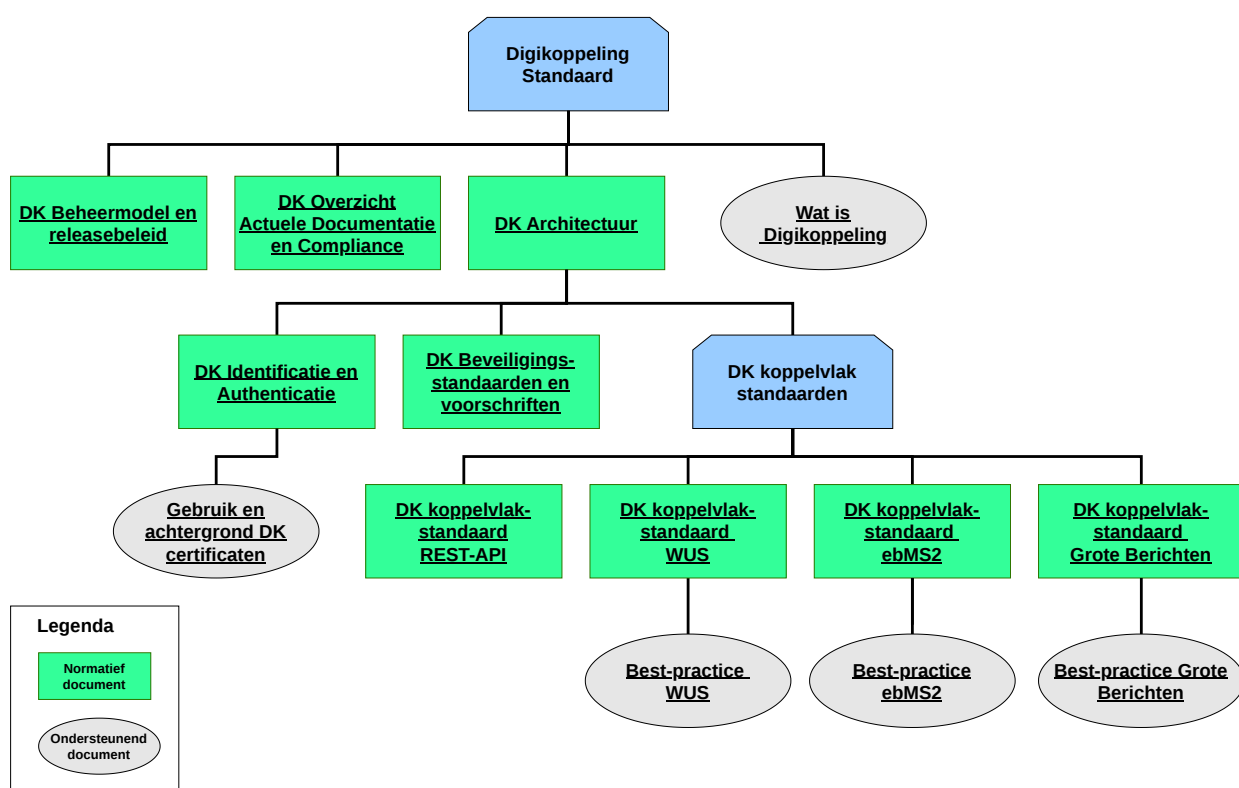 Digikoppeling
Standaard
DK Beheermodel en
releasebeleid
DK Overzicht
Actuele Documentatie
en Compliance
DK Architectuur
Wat is
Digikoppeling
DK Identificatie en
Authenticatie
DK Beveiligings-
standaarden en
voorschriften
DK koppelvlak
standaarden
Gebruik en
achtergrond DK
certificaten
DK koppelvlak-
standaard
REST-API
DK koppelvlak-
standaard
WUS
DK koppelvlak-
standaard
ebMS2
DK koppelvlak-
standaard
Grote Berichten
Legenda
Normatief
document
Ondersteunend
document
Best-practice
WUS
Best-practice
ebMS2
Best-practice Grote
Berichten